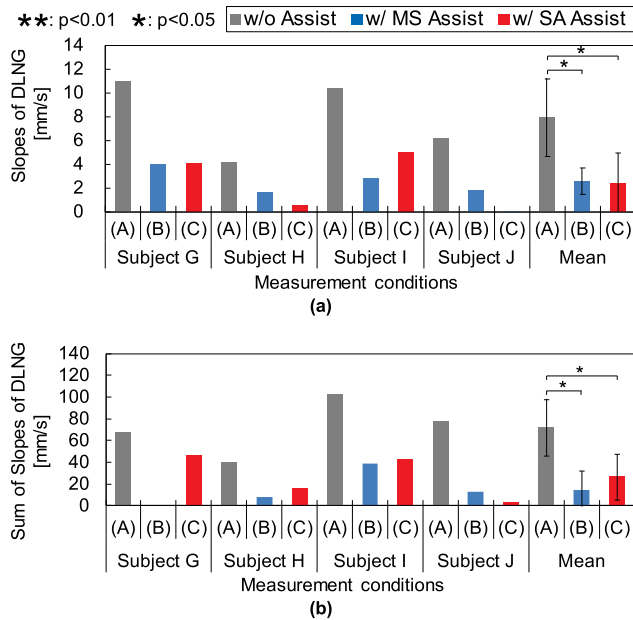 **: p<0.01 *: p<0.05 w/o Assist w/ MS Assist w/ SA Assist
Slopes of DLNG
[mm/s]
14
12
10
8
6
4
2
0
* *
(A) (B) (C) (A) (B) (C) (A) (B) (C) (A) (B) (C) (A) (B) (C)
Subject G Subject H Subject I Subject J Mean
Measurement conditions
(a)
Sum of Slopes of DLNG
[mm/s]
140
120
100
80
60
40
20
0
* *
(A) (B) (C) (A) (B) (C) (A) (B) (C) (A) (B) (C) (A) (B) (C)
Subject G Subject H Subject I Subject J Mean
Measurement conditions
(b)